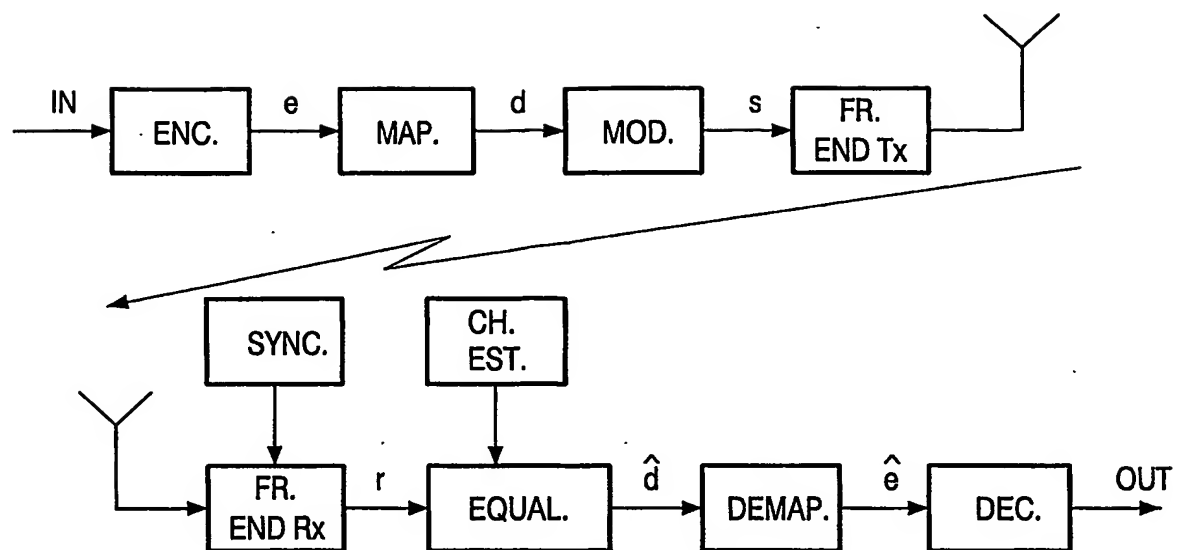 IN
ENC.
e
MAP.
d
MOD.
s
FR.
END Tx
SYNC.
CH.
EST.
FR.
END Rx
r
EQUAL.
d̂
DEMAP.
ê
DEC.
OUT